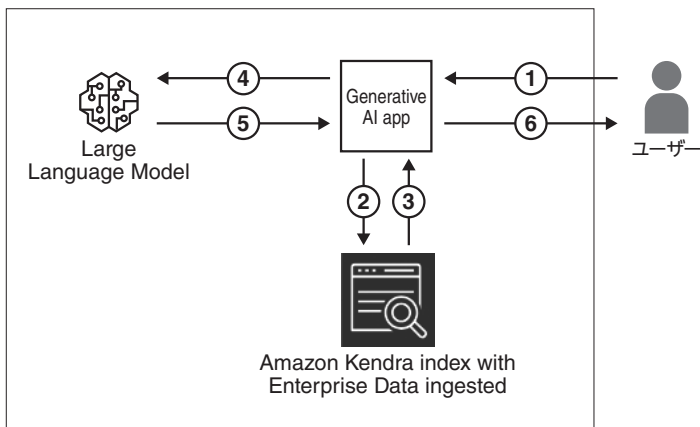 4
1
Generative
AI app
5
6
Large
Language Model
ユーザー
2
3
Amazon Kendra index with
Enterprise Data ingested